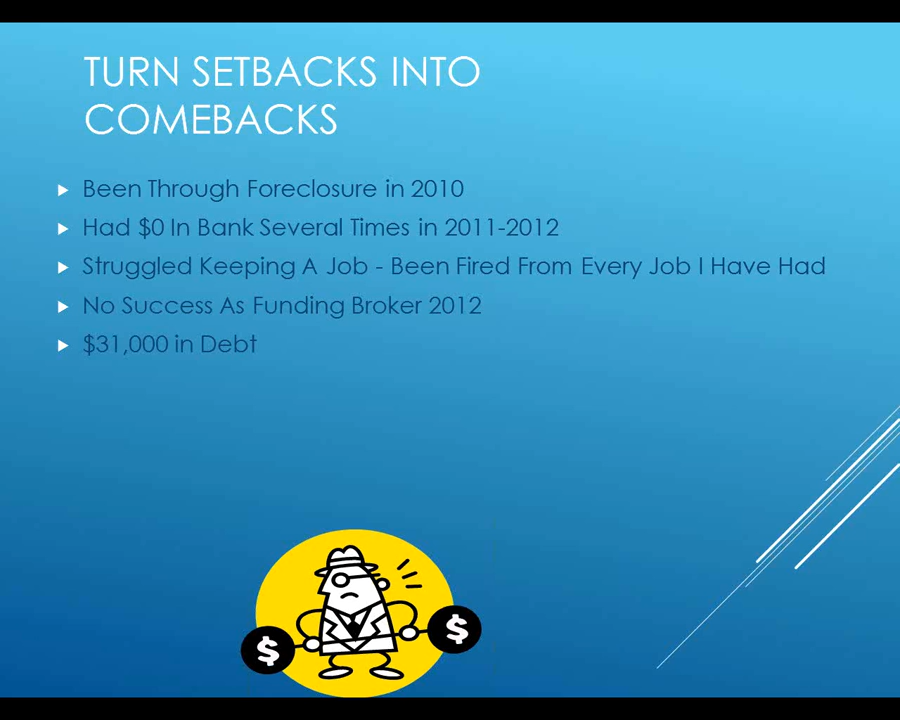 TURN SETBACKS INTO
COMEBACKS
Been Through Foreclosure in 2010
Had $0 In Bank Several Times in 2011-2012
Struggled Keeping A Job - Been Fired From Every Job I Have Had
No Success As Funding Broker 2012
$31,000 in Debt
$ $